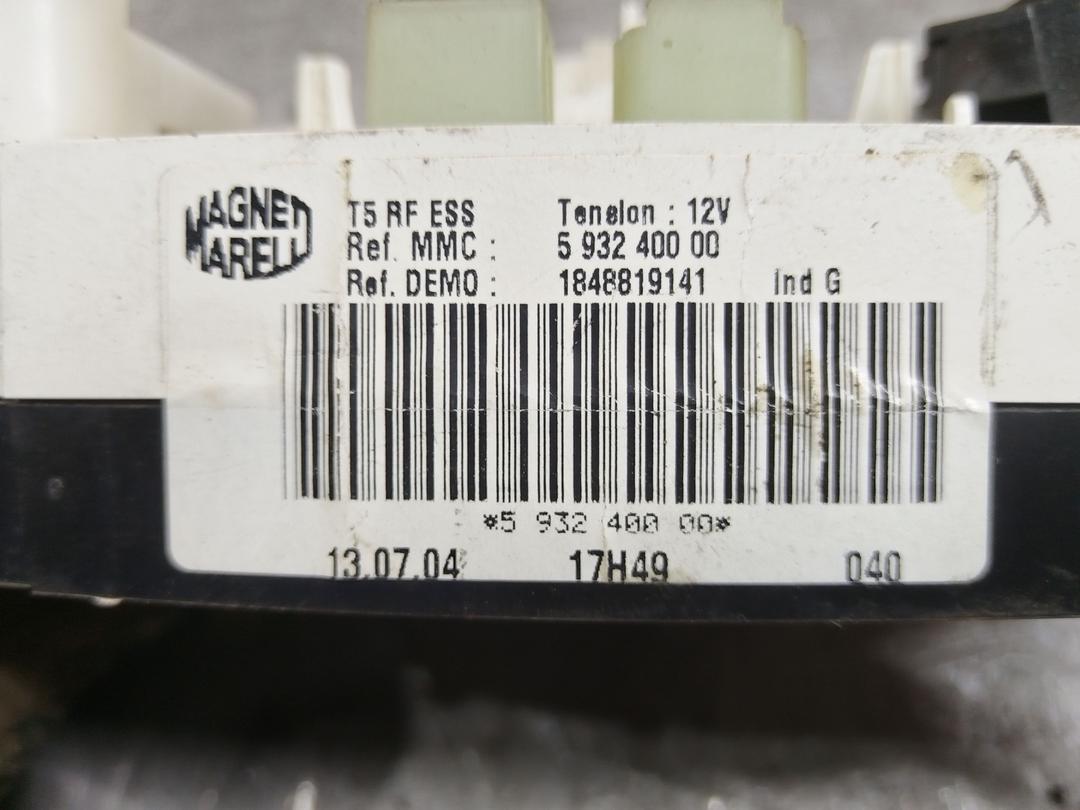 MAGNETI
MARELLI
T5 RF ESS Tension : 12V
Ref. MMC : 5 932 400 00
Ref. DEMO : 1848819141 Ind G
*5 932 400 00*
13.07.04 17H49 040